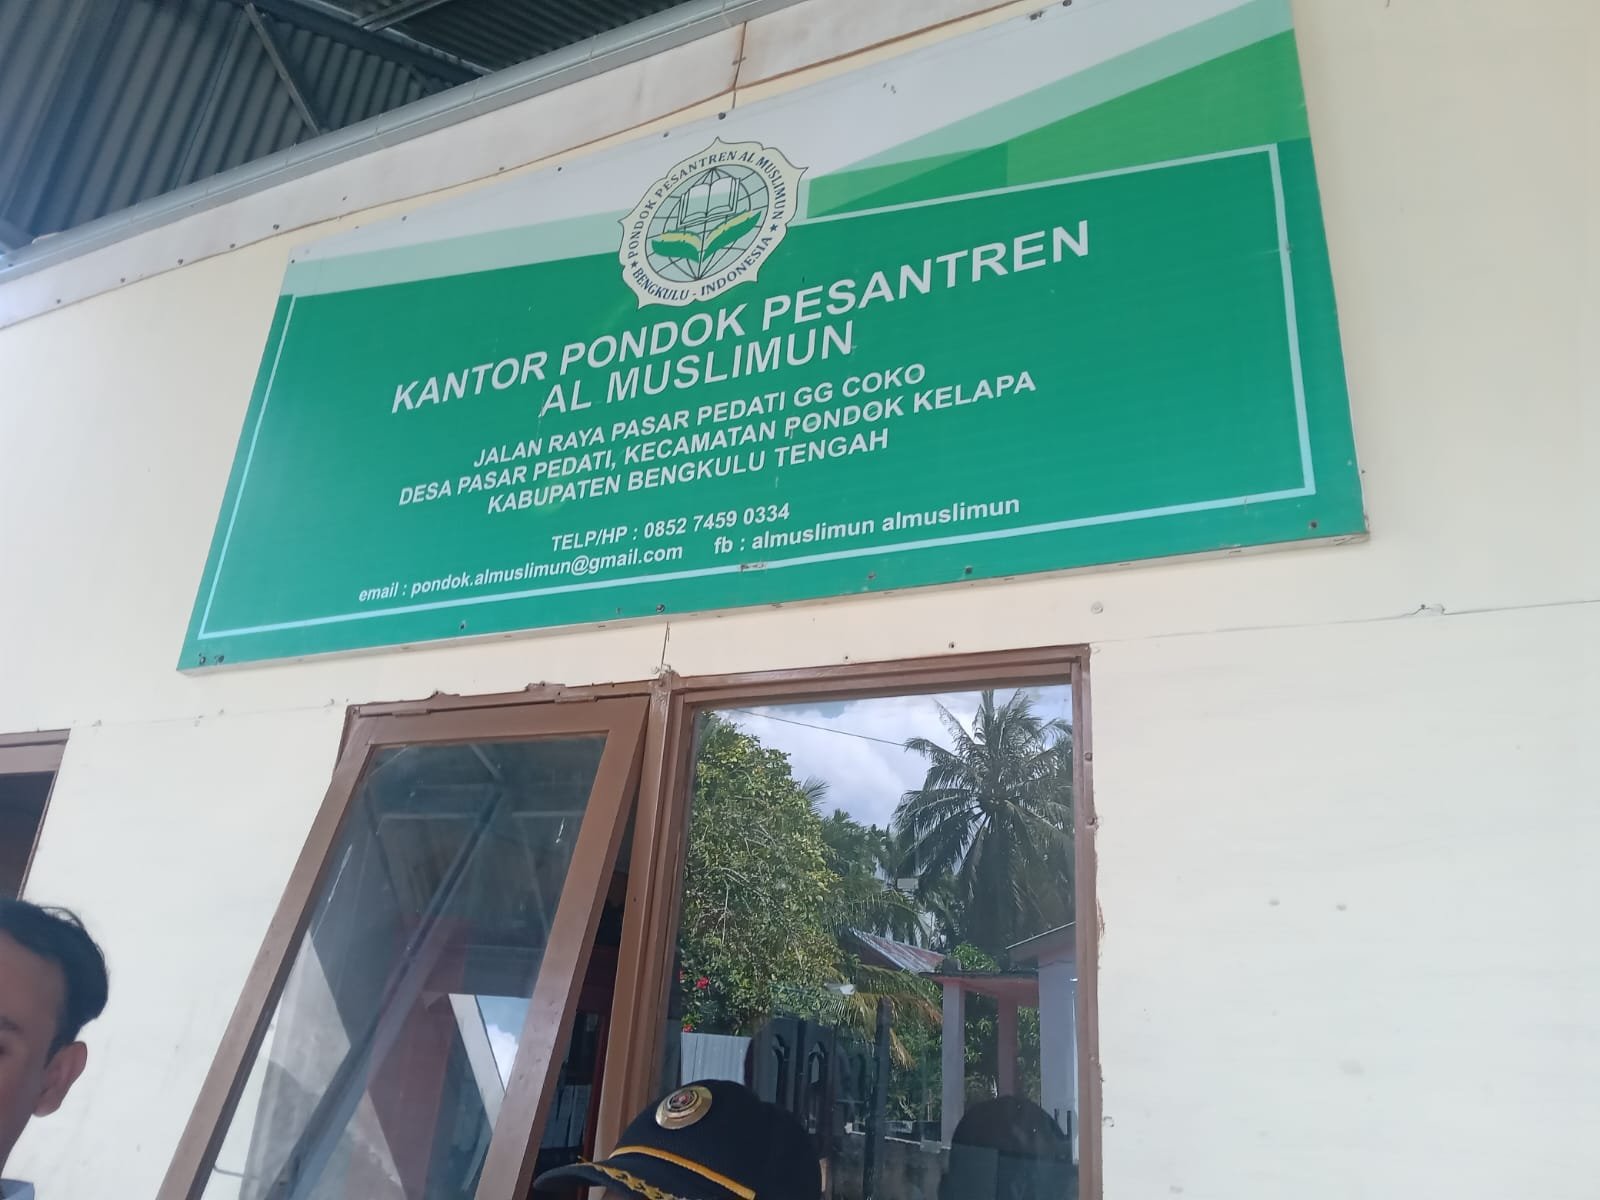 PONDOK PESANTREN AL MUSLIMUN
★ BENGKULU - INDONESIA ★
KANTOR PONDOK PESANTREN
AL MUSLIMUN
JALAN RAYA PASAR PEDATI GG COKO
DESA PASAR PEDATI, KECAMATAN PONDOK KELAPA
KABUPATEN BENGKULU TENGAH
TELP/HP : 0852 7459 0334
email : pondok.almuslimun@gmail.com fb : almuslimun almuslimun